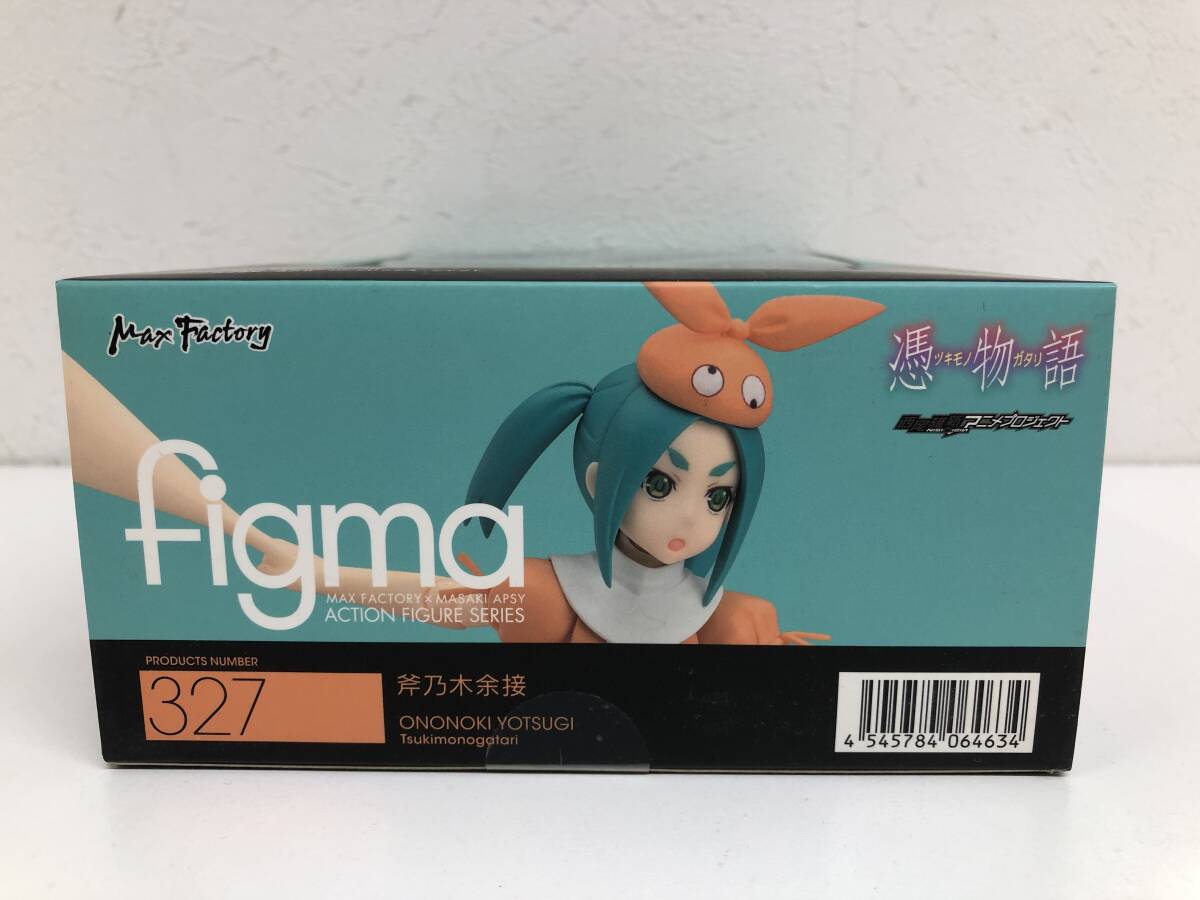 Max Factory
憑物語
ツキモノガタリ
アニメプロジェクト
figma
MAX FACTORY×MASAKI APSY
ACTION FIGURE SERIES
PRODUCTS NUMBER
327
斧乃木余接
ONONOKI YOTSUGI
Tsukimonogatari
4 545784 064634